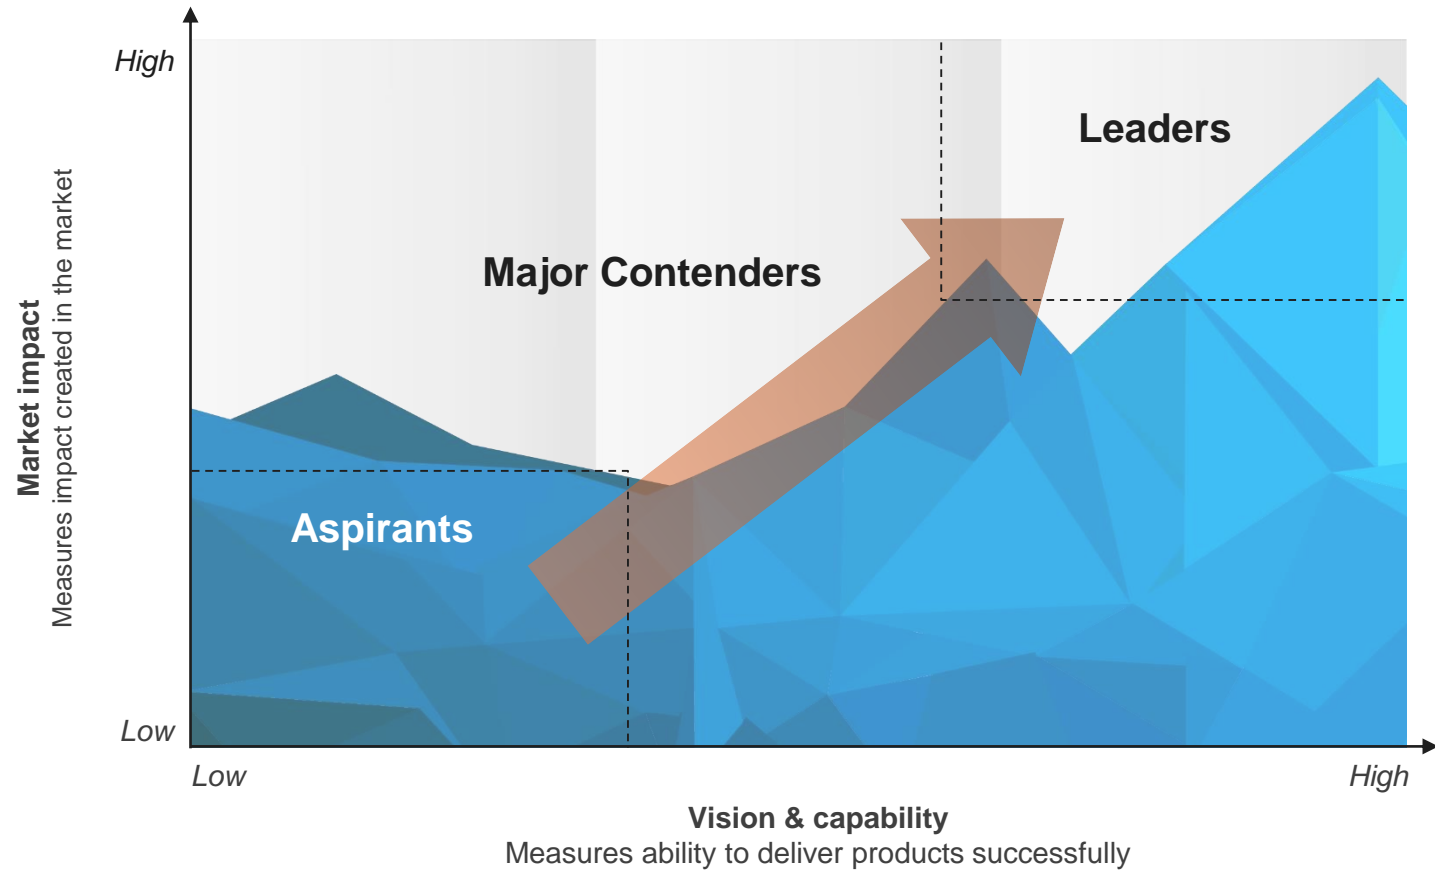 High
Leaders
Major Contenders
Market impact
Measures impact created in the market
Aspirants
Low
Low
High
Vision & capability
Measures ability to deliver products successfully